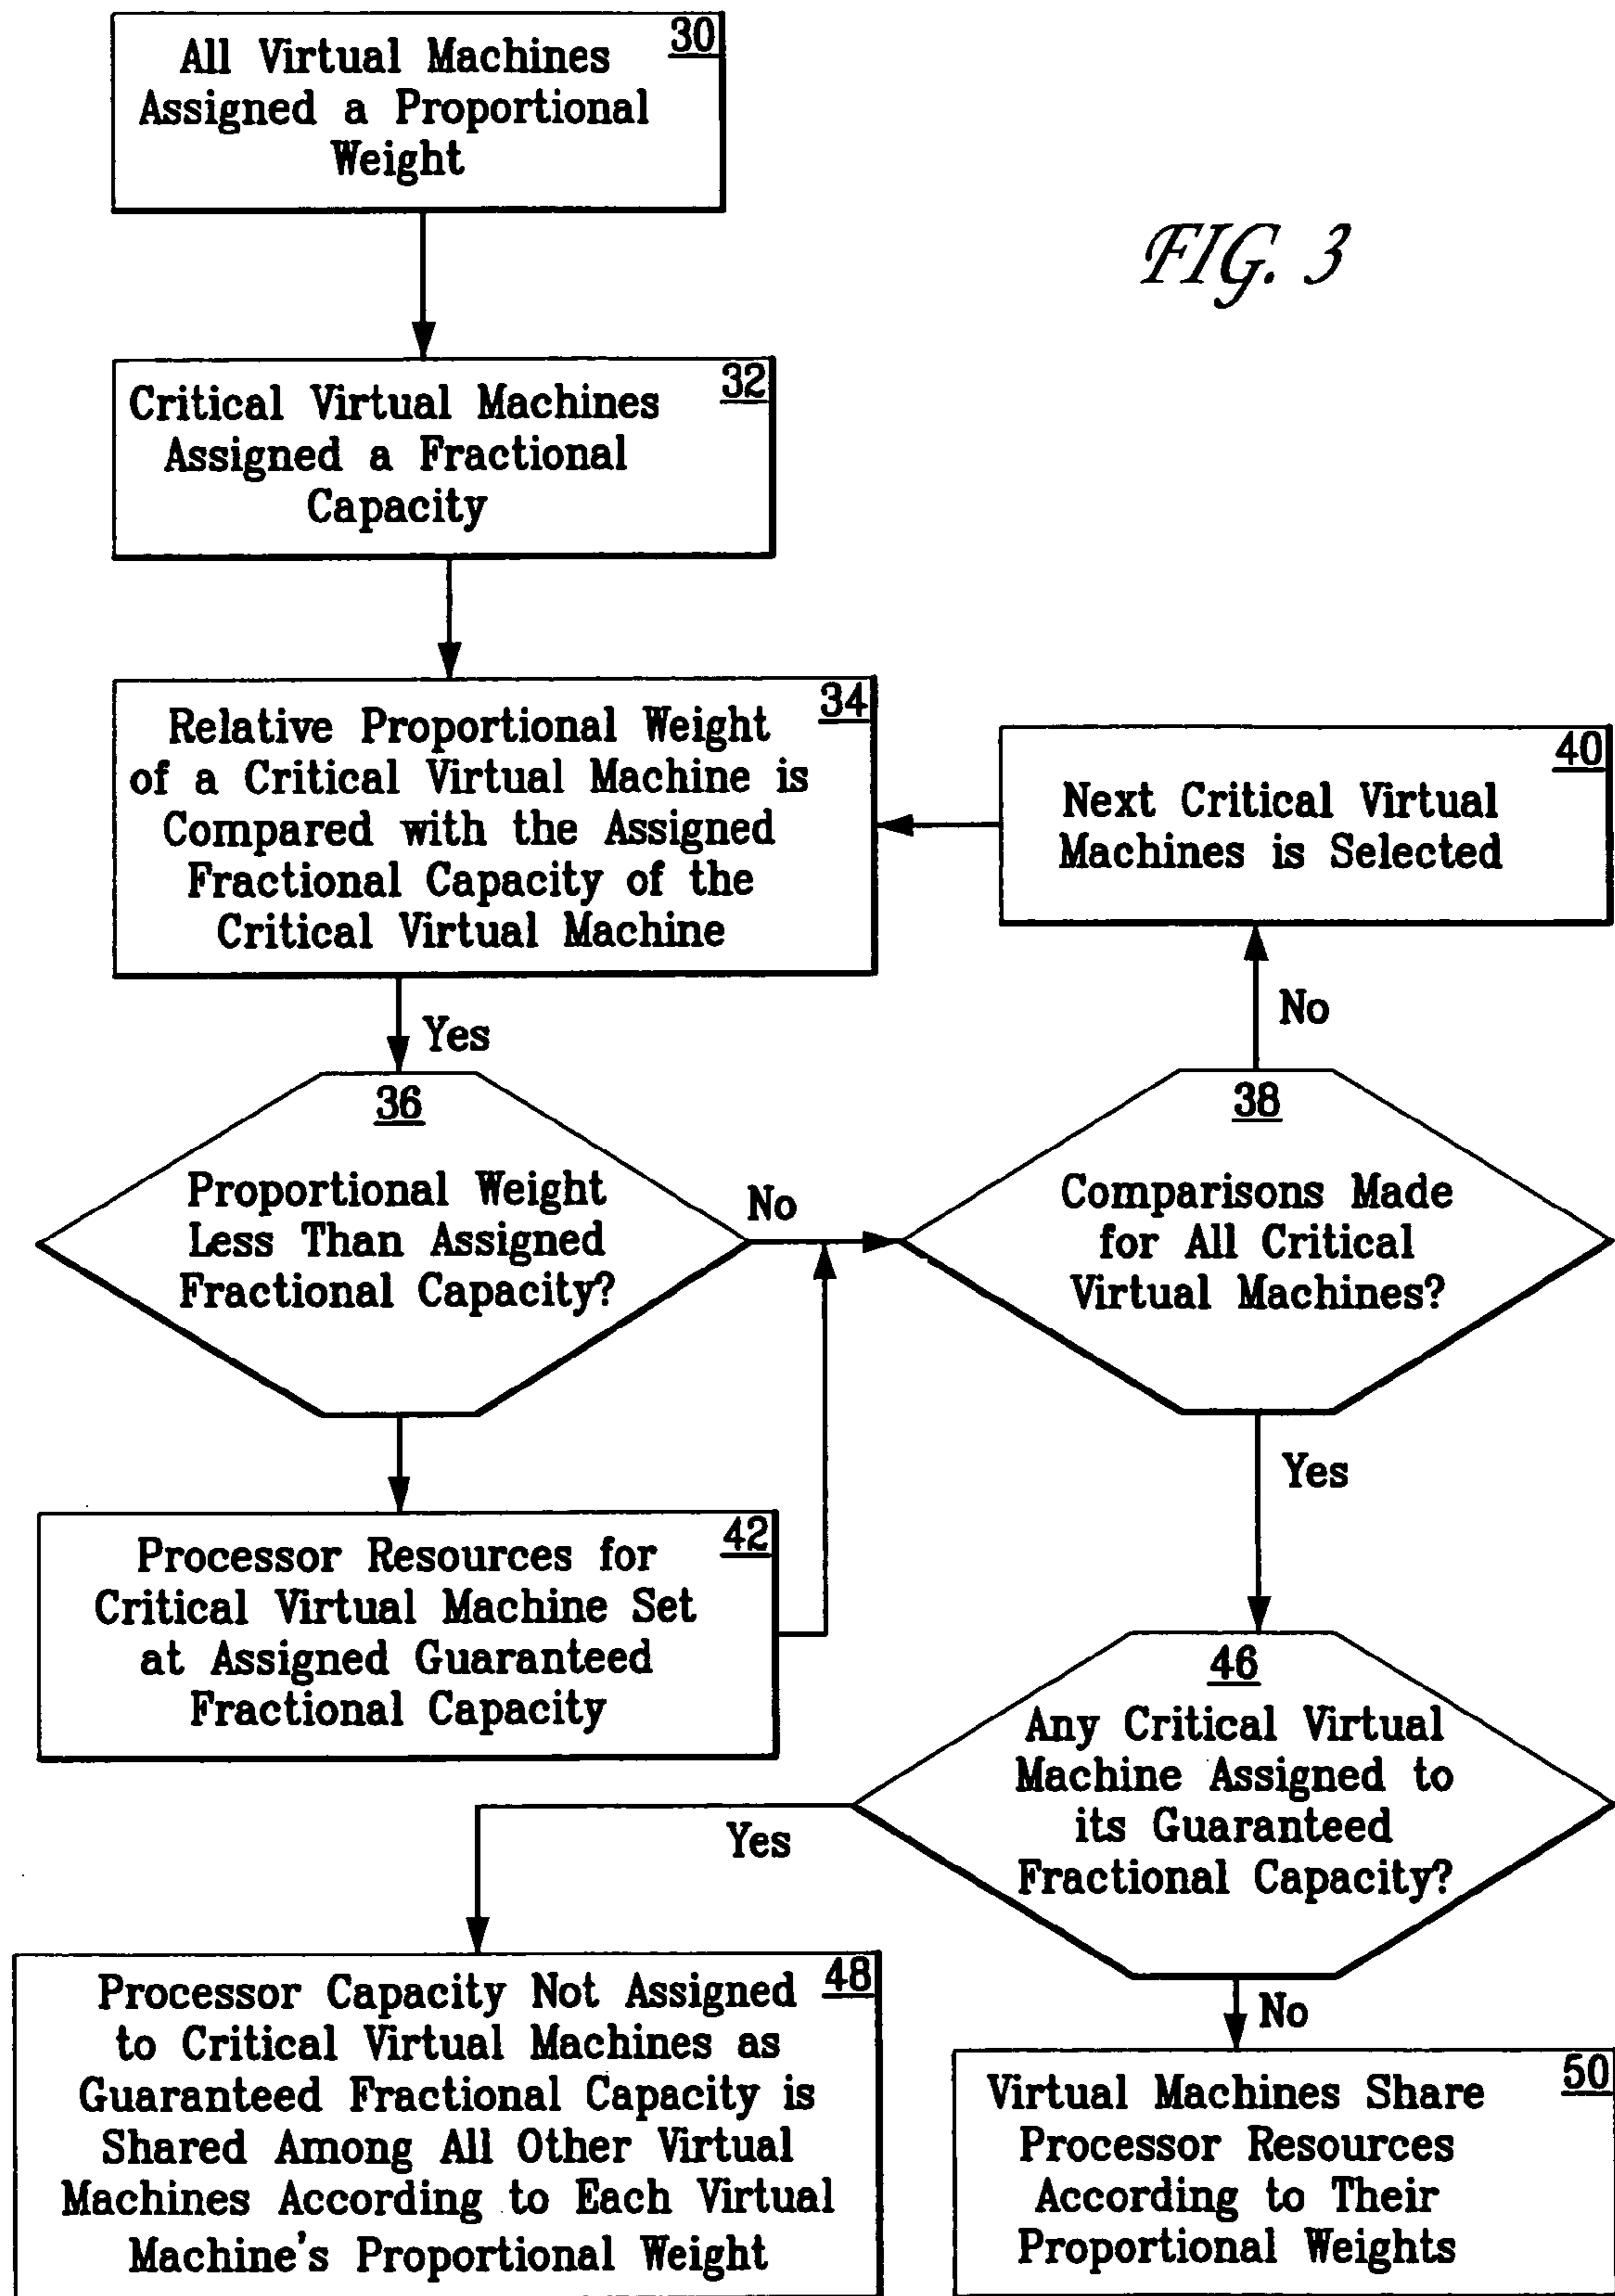 30
All Virtual Machines
Assigned a Proportional
Weight
FIG. 3
32
Critical Virtual Machines
Assigned a Fractional
Capacity
34
Relative Proportional Weight
of a Critical Virtual Machine is
Compared with the Assigned
Fractional Capacity of the
Critical Virtual Machine
40
Next Critical Virtual
Machines is Selected
Yes
No
36
Proportional Weight
Less Than Assigned
Fractional Capacity?
No
38
Comparisons Made
for All Critical
Virtual Machines?
Yes
42
Processor Resources for
Critical Virtual Machine Set
at Assigned Guaranteed
Fractional Capacity
46
Any Critical Virtual
Machine Assigned to
its Guaranteed
Fractional Capacity?
Yes
No
48
Processor Capacity Not Assigned
to Critical Virtual Machines as
Guaranteed Fractional Capacity is
Shared Among All Other Virtual
Machines According to Each Virtual
Machine's Proportional Weight
50
Virtual Machines Share
Processor Resources
According to Their
Proportional Weights